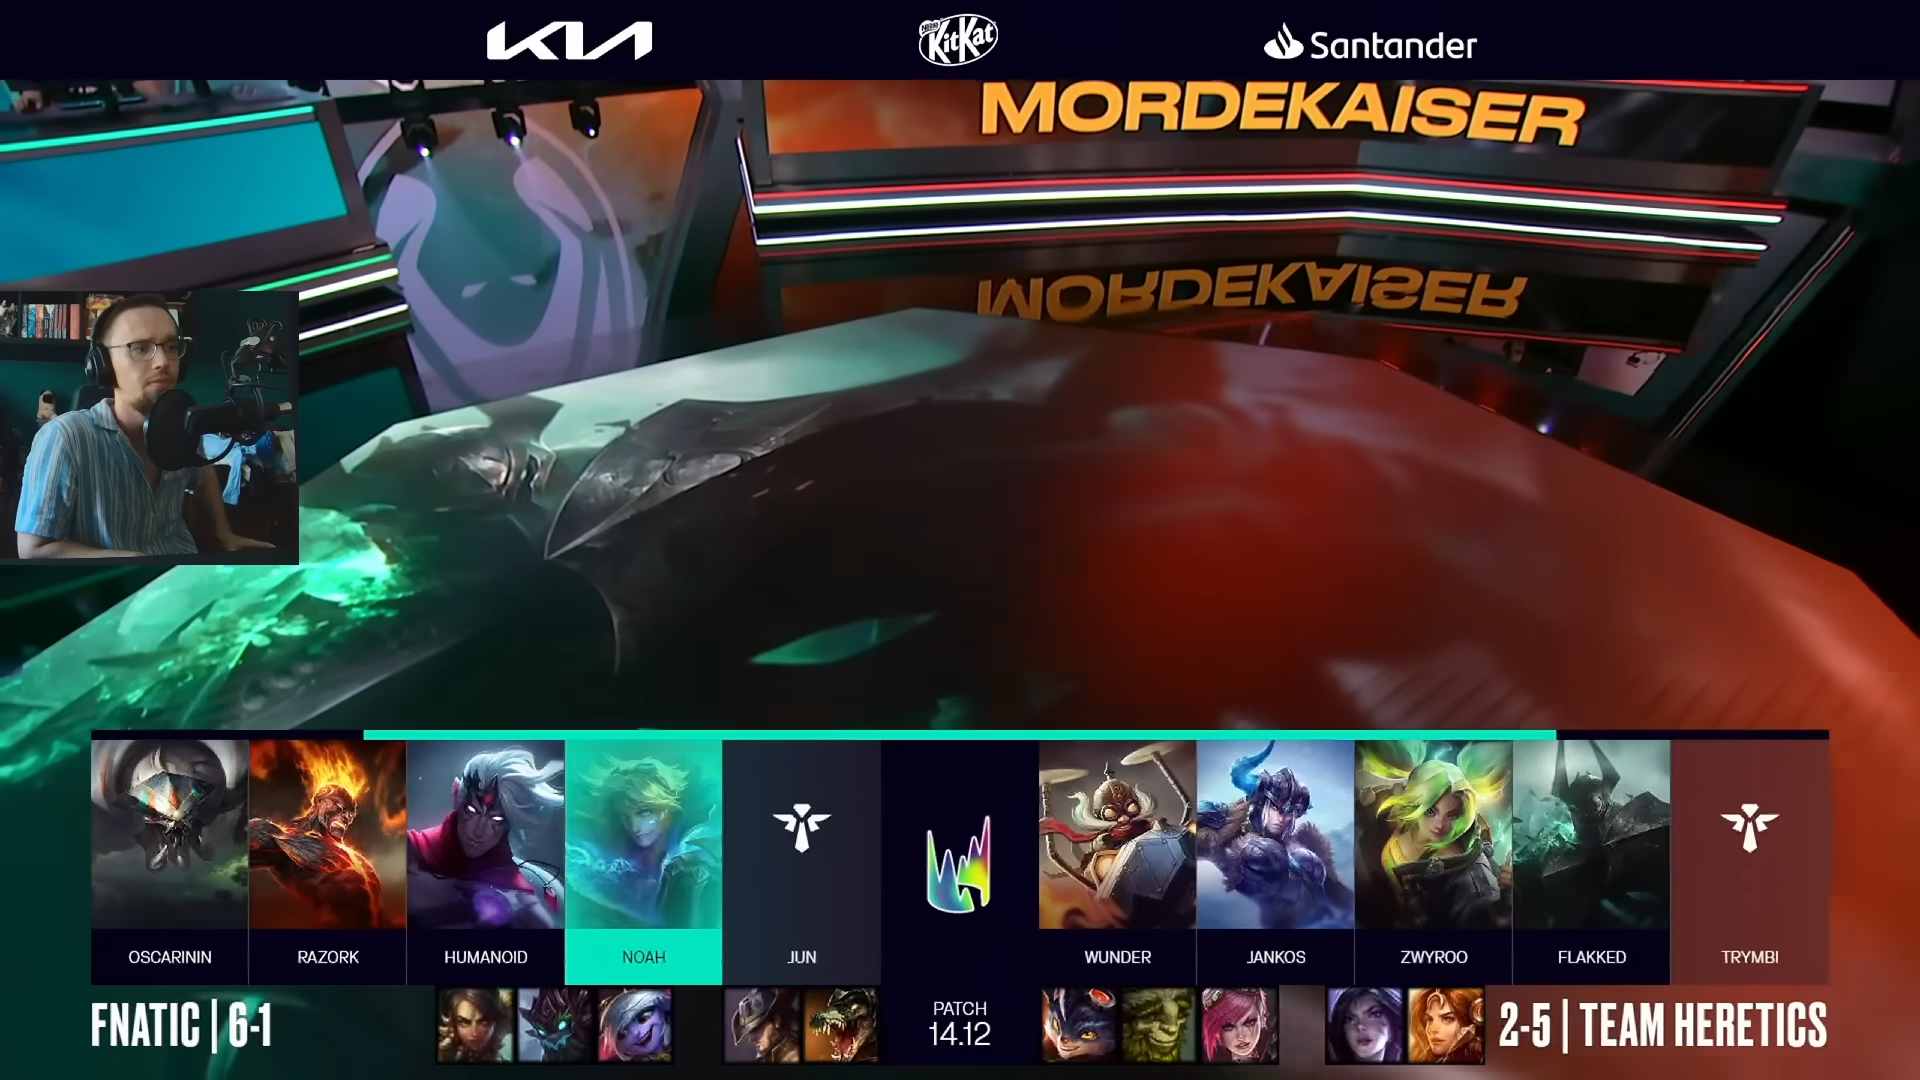 KIA
Nestlé
KitKat
Santander
MORDEKAISER
MORDEKAISER
OSCARININ
RAZORK
HUMANOID
NOAH
JUN
WUNDER
JANKOS
ZWYROO
FLAKKED
TRYMBI
FNATIC | 6-1
PATCH
14.12
2-5 | TEAM HERETICS